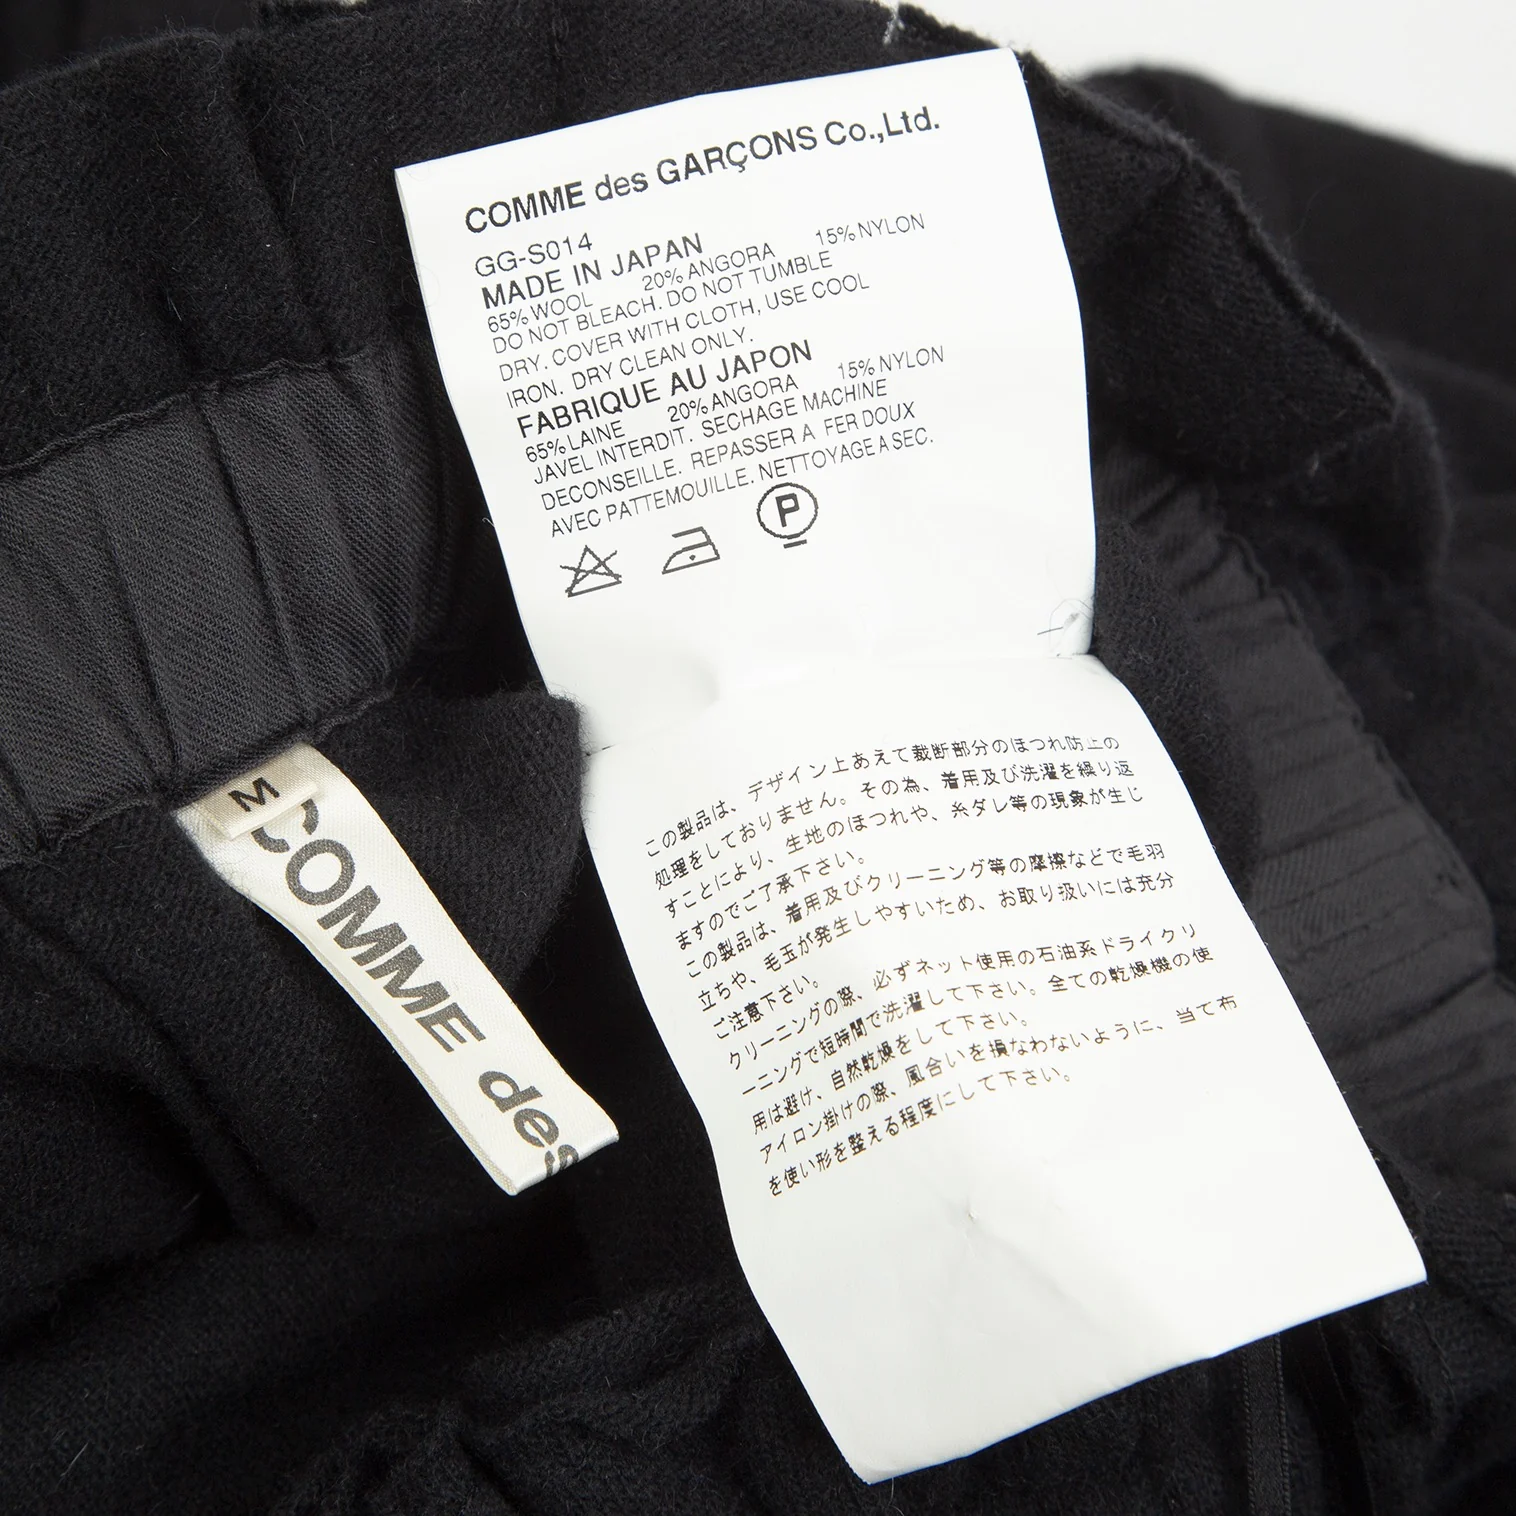 COMME des GARÇONS Co.,Ltd.
GG-S014
MADE IN JAPAN
65% WOOL 20% ANGORA 15% NYLON
DO NOT BLEACH. DO NOT TUMBLE
DRY. COVER WITH CLOTH, USE COOL
IRON. DRY CLEAN ONLY.
FABRIQUE AU JAPON
65% LAINE 20% ANGORA 15% NYLON
JAVEL INTERDIT. SECHAGE MACHINE
DECONSEILLE. REPASSER A FER DOUX
AVEC PATTEMOUILLE. NETTOYAGE A SEC.
P
この製品は、デザイン上あえて裁断部分のほつれ防止の
処理をしておりません。その為、着用及び洗濯を繰り返
すことにより、生地のほつれや、糸ダレ等の現象が生じ
ますのでご了承下さい。
この製品は、着用及びクリーニング等の摩擦などで毛羽
立ちや、毛玉が発生しやすいため、お取り扱いには充分
ご注意下さい。
クリーニングの際、必ずネット使用の石油系ドライクリ
ーニングで短時間で洗濯して下さい。全ての乾燥機の使
用は避け、自然乾燥をして下さい。
アイロン掛けの際、風合いを損なわないように、当て布
を使い形を整える程度にして下さい。
M
COMME des